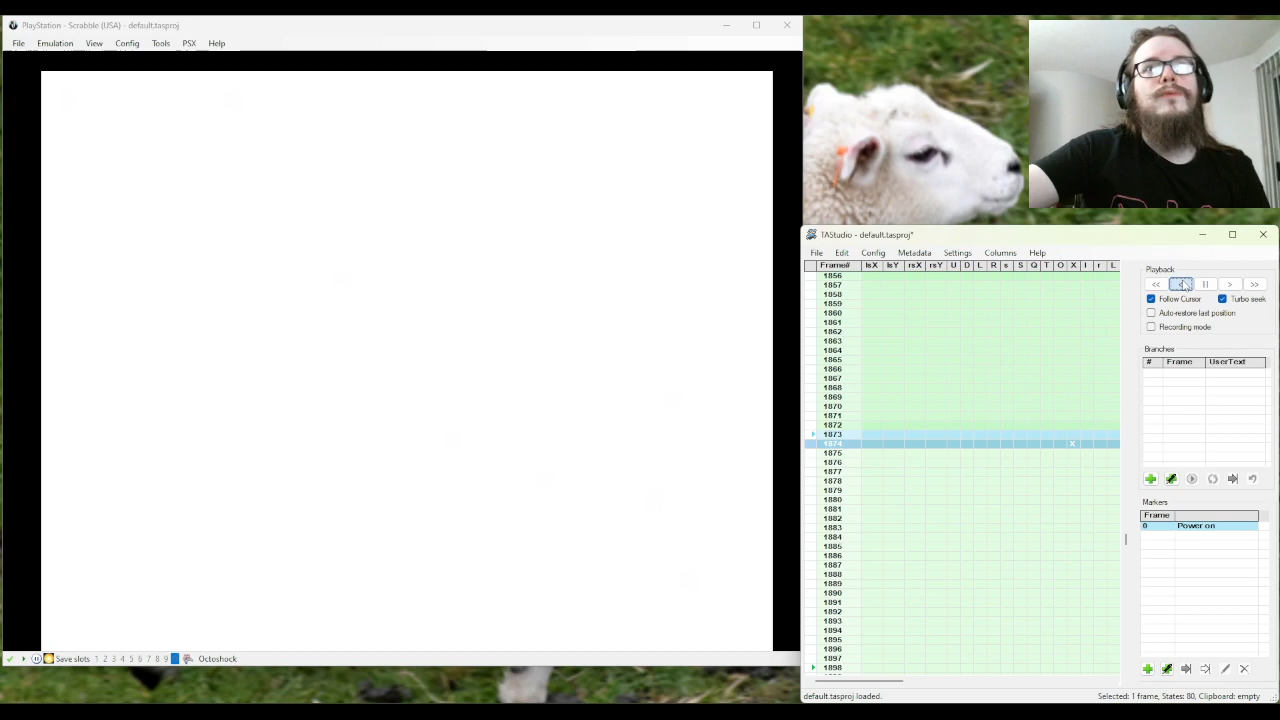 PlayStation - Scrabble (USA) - default.tasproj
File Emulation View Config Tools PSX Help
Save slots 1 2 3 4 5 6 7 8 9 Octoshock
TAStudio - default.tasproj*
File Edit Config Metadata Settings Columns Help
Frame# lsX lsY rsX rsY U D L R s S Q T O X l r L
1856
1857
1858
1859
1860
1861
1862
1863
1864
1865
1866
1867
1868
1869
1870
1871
1872
1873
1874 X
1875
1876
1877
1878
1879
1880
1881
1882
1883
1884
1885
1886
1887
1888
1889
1890
1891
1892
1893
1894
1895
1896
1897
1898
Playback
<< < II > >>
Follow Cursor Turbo seek
Auto-restore last position
Recording mode
Branches
# Frame UserText
Markers
Frame
0 Power on
default.tasproj loaded. Selected: 1 frame, States: 80, Clipboard: empty